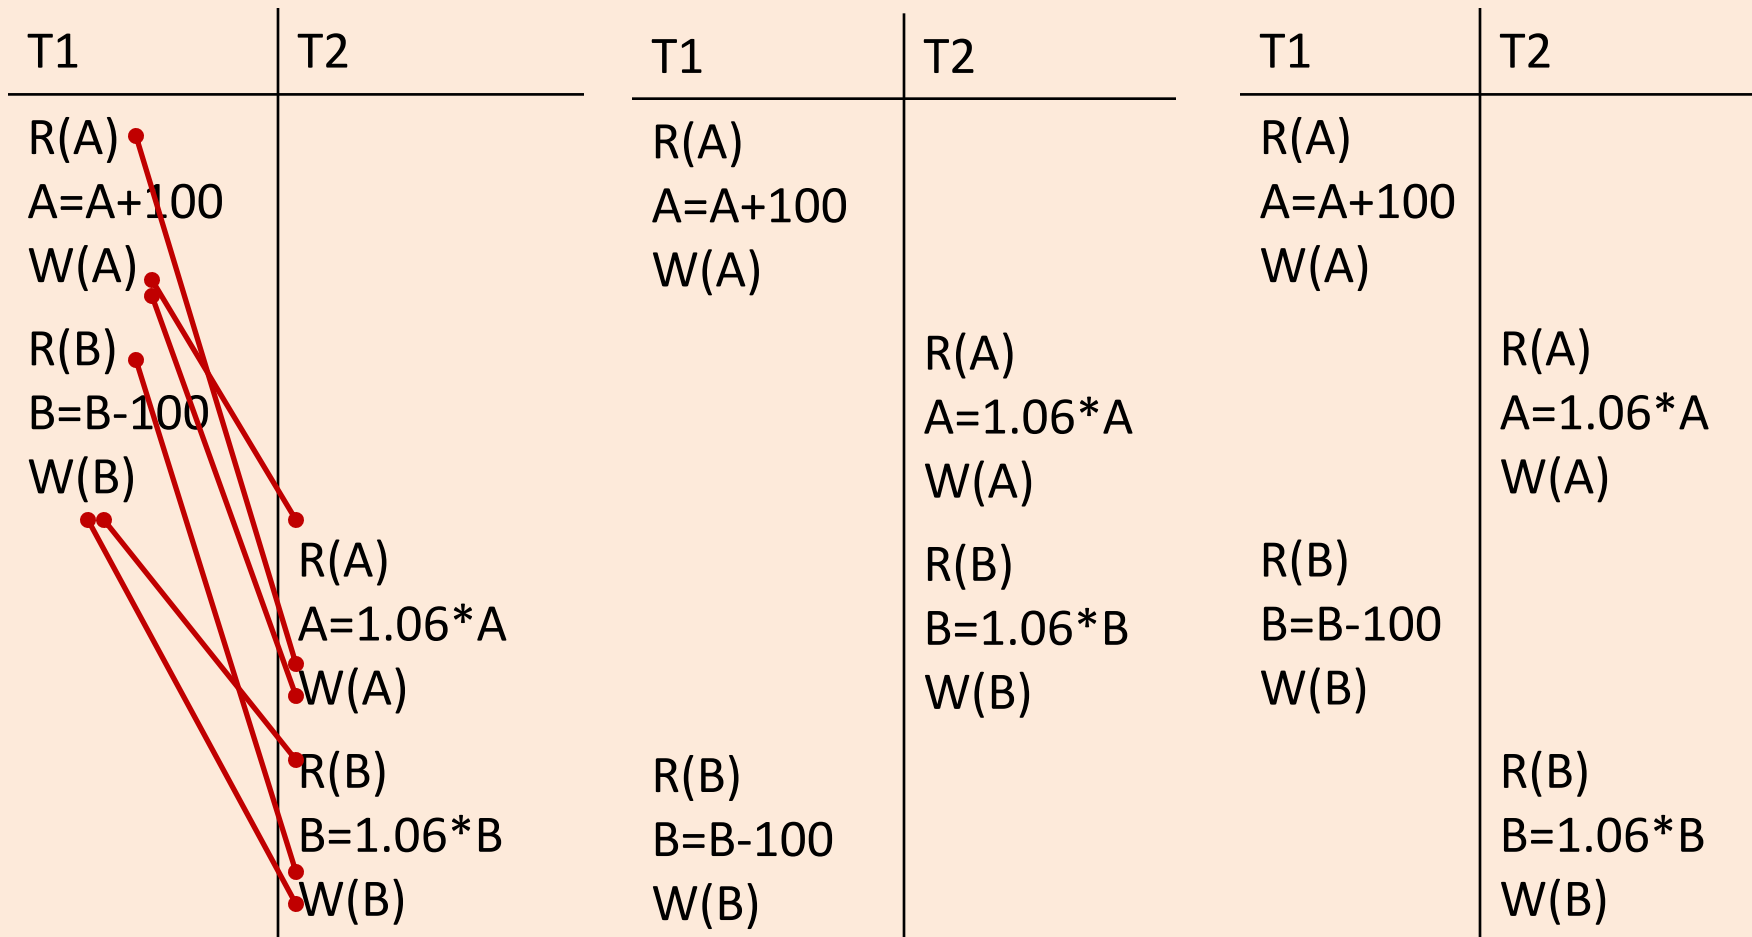 T1
T2
R(A)
A=A+100
W(A)
R(B)
B=B-100
W(B)
R(A)
A=1.06*A
W(A)
R(B)
B=1.06*B
W(B)
T1
T2
R(A)
A=A+100
W(A)
R(A)
A=1.06*A
W(A)
R(B)
B=1.06*B
W(B)
R(B)
B=B-100
W(B)
T1
T2
R(A)
A=A+100
W(A)
R(A)
A=1.06*A
W(A)
R(B)
B=B-100
W(B)
R(B)
B=1.06*B
W(B)